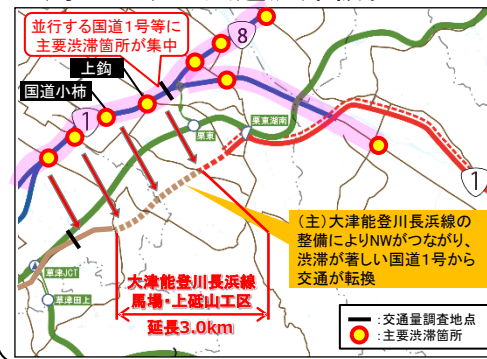 並行する国道1号等に
主要渋滞箇所が集中
8
上鈎
国道小柿
1
栗東
栗東湖南
1
(主)大津能登川長浜線の
整備によりNWがつながり、
渋滞が著しい国道1号から
交通が転換
草津JCT
草津田上
大津能登川長浜線
馬場・上砥山工区
延長3.0km
:交通量調査地点
:主要渋滞箇所